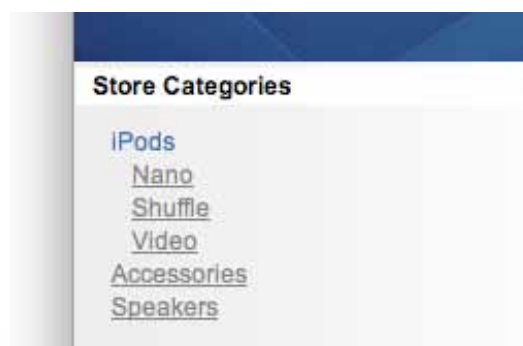 Store Categories
iPods
Nano
Shuffle
Video
Accessories
Speakers